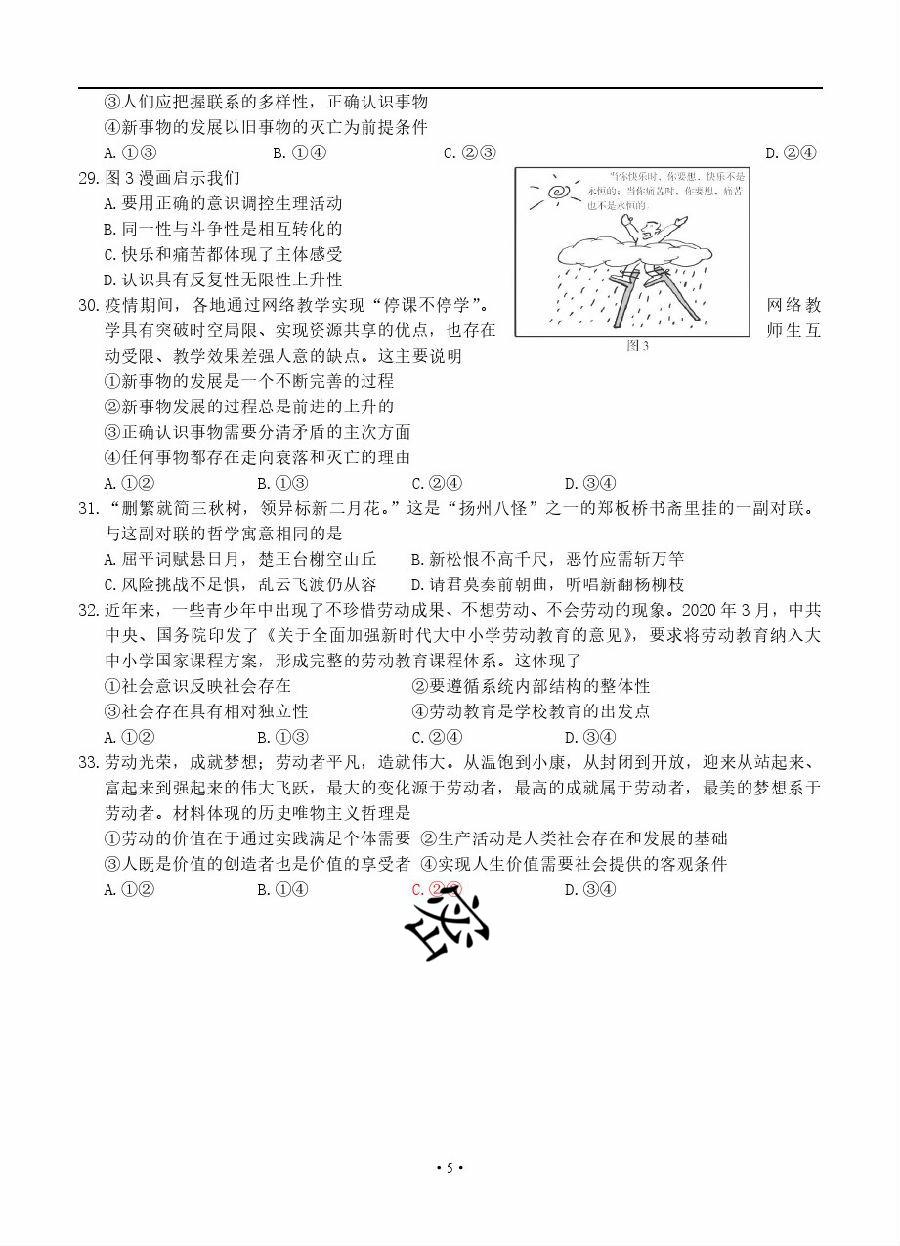 ③人们应把握联系的多样性，正确认识事物
④新事物的发展以旧事物的灭亡为前提条件
A. ①③ B. ①④ C. ②③ D. ②④
29. 图 3 漫画启示我们
A. 要用正确的意识调控生理活动
B. 同一性与斗争性是相互转化的
C. 快乐和痛苦都体现了主体感受
D. 认识具有反复性无限性上升性
当你快乐时，你要想，快乐不是
永恒的；当你痛苦时，你要想，痛苦
也不是永恒的。
图 3
30. 疫情期间，各地通过网络教学实现“停课不停学”。 网络教
学具有突破时空局限、实现资源共享的优点，也存在 师生互
动受限、教学效果差强人意的缺点。这主要说明
①新事物的发展是一个不断完善的过程
②新事物发展的过程总是前进的上升的
③正确认识事物需要分清矛盾的主次方面
④任何事物都存在走向衰落和灭亡的理由
A. ①② B. ①③ C. ②④ D. ③④
31. “删繁就简三秋树，领异标新二月花。”这是“扬州八怪”之一的郑板桥书斋里挂的一副对联。
与这副对联的哲学寓意相同的是
A. 屈平词赋悬日月，楚王台榭空山丘 B. 新松恨不高千尺，恶竹应需斩万竿
C. 风险挑战不足惧，乱云飞渡仍从容 D. 请君莫奏前朝曲，听唱新翻杨柳枝
32. 近年来，一些青少年中出现了不珍惜劳动成果、不想劳动、不会劳动的现象。2020 年 3 月，中共
中央、国务院印发了《关于全面加强新时代大中小学劳动教育的意见》，要求将劳动教育纳入大
中小学国家课程方案，形成完整的劳动教育课程体系。这体现了
①社会意识反映社会存在 ②要遵循系统内部结构的整体性
③社会存在具有相对独立性 ④劳动教育是学校教育的出发点
A. ①② B. ①③ C. ②④ D. ③④
33. 劳动光荣，成就梦想；劳动者平凡，造就伟大。从温饱到小康，从封闭到开放，迎来从站起来、
富起来到强起来的伟大飞跃，最大的变化源于劳动者，最高的成就属于劳动者，最美的梦想系于
劳动者。材料体现的历史唯物主义哲理是
①劳动的价值在于通过实践满足个体需要 ②生产活动是人类社会存在和发展的基础
③人既是价值的创造者也是价值的享受者 ④实现人生价值需要社会提供的客观条件
A. ①② B. ①④ C. ②③ D. ③④
密
• 5 •